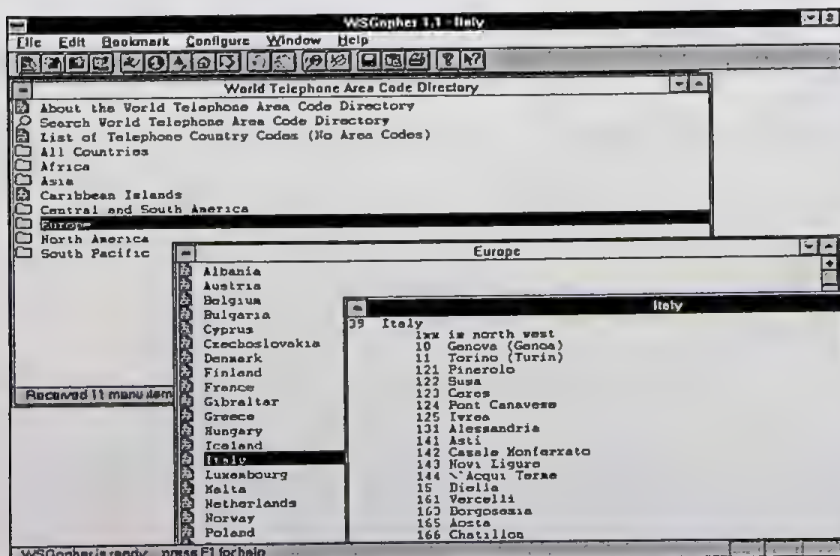 WSGopher 1.1 - Italy
File Edit Bookmark Configure Window Help
World Telephone Area Code Directory
About the World Telephone Area Code Directory
Search World Telephone Area Code Directory
List of Telephone Country Codes (No Area Codes)
All Countries
Africa
Asia
Caribbean Islands
Central and South America
Europe
North America
South Pacific
Received 11 menu item
Europe
Albania
Austria
Belgium
Bulgaria
Cyprus
Czechoslovakia
Denmark
Finland
France
Gibraltar
Greece
Hungary
Iceland
Italy
Luxembourg
Malta
Netherlands
Norway
Poland
Italy
39 Italy
1xx is north west
10 Genova (Genoa)
11 Torino (Turin)
121 Pinerolo
122 Susa
123 Ceres
124 Pont Canavese
125 Ivrea
131 Alessandria
141 Asti
142 Casale Monferrato
143 Novi Ligure
144 \`Acqui Terme
15 Biella
161 Vercelli
163 Borgosesia
165 Aosta
166 Chatillon
WSGopher is ready press F1 for help